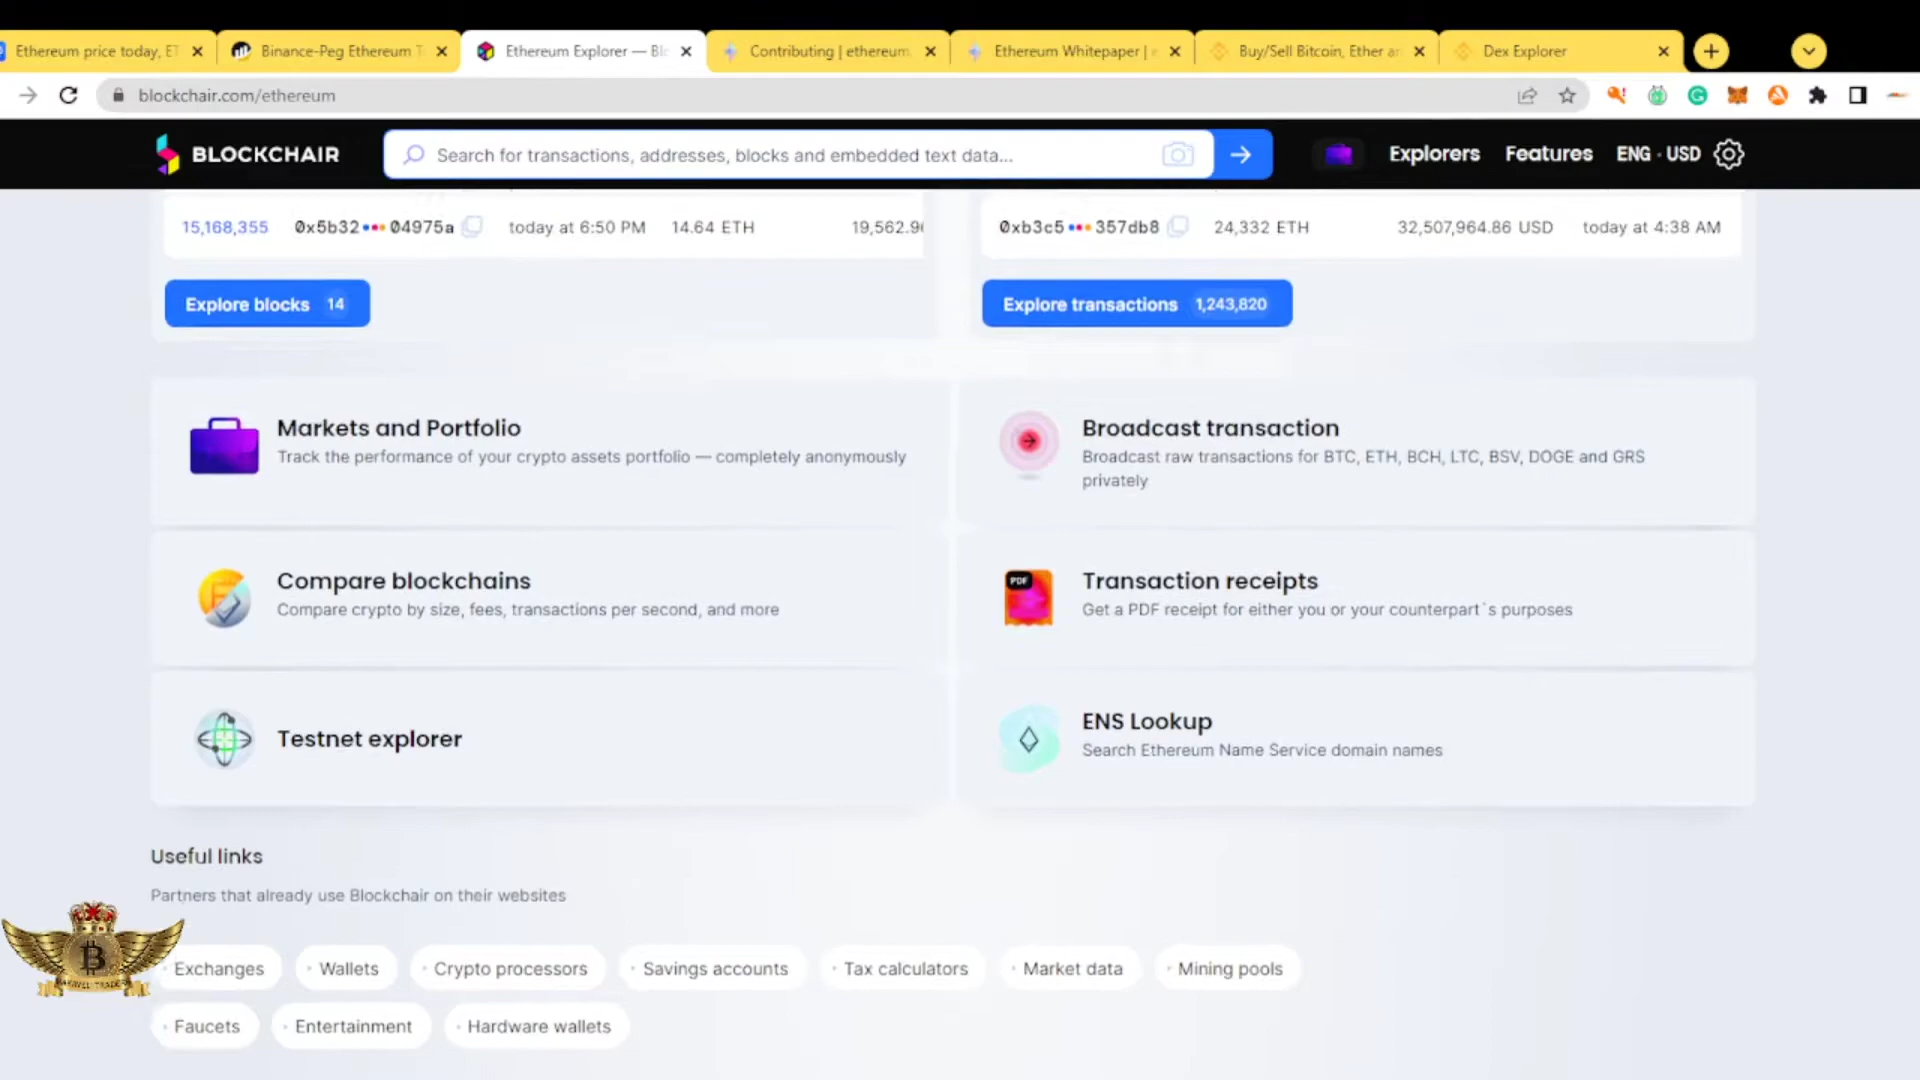 Ethereum price today, ET
Binance-Peg Ethereum T
Ethereum Explorer — Blo
Contributing | ethereum.
Ethereum Whitepaper | e
Buy/Sell Bitcoin, Ether an
Dex Explorer
blockchair.com/ethereum
BLOCKCHAIR
Search for transactions, addresses, blocks and embedded text data...
Explorers
Features
ENG · USD
15,168,355 0x5b32•••04975a today at 6:50 PM 14.64 ETH 19,562.96
0xb3c5•••357db8 24,332 ETH 32,507,964.86 USD today at 4:38 AM
Explore blocks 14
Explore transactions 1,243,820
Markets and Portfolio
Track the performance of your crypto assets portfolio — completely anonymously
Broadcast transaction
Broadcast raw transactions for BTC, ETH, BCH, LTC, BSV, DOGE and GRS
privately
Compare blockchains
Compare crypto by size, fees, transactions per second, and more
PDF
Transaction receipts
Get a PDF receipt for either you or your counterpart`s purposes
Testnet explorer
ENS Lookup
Search Ethereum Name Service domain names
Useful links
Partners that already use Blockchair on their websites
Exchanges
Wallets
Crypto processors
Savings accounts
Tax calculators
Market data
Mining pools
Faucets
Entertainment
Hardware wallets